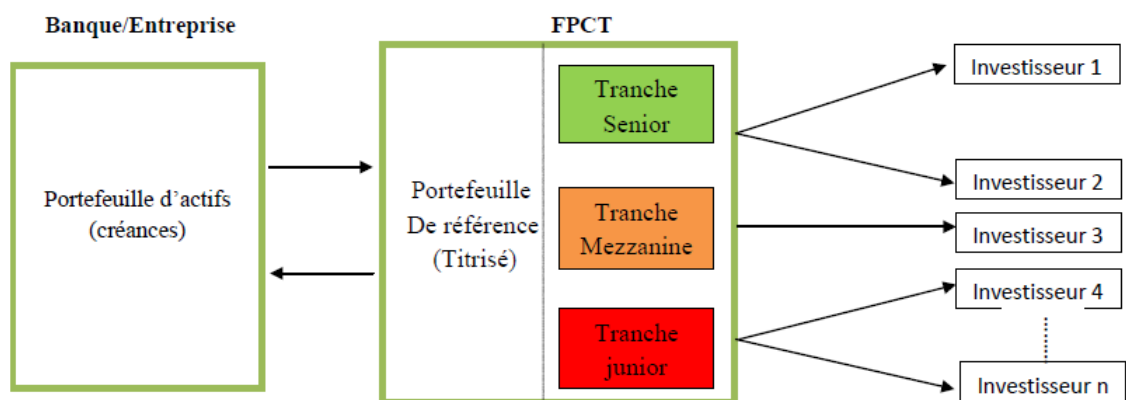 Banque/Entreprise
FPCT
Portefeuille d'actifs
(créances)
Portefeuille
De référence
(Titrisé)
Tranche
Senior
Tranche
Mezzanine
Tranche
junior
Investisseur 1
Investisseur 2
Investisseur 3
Investisseur 4
Investisseur n